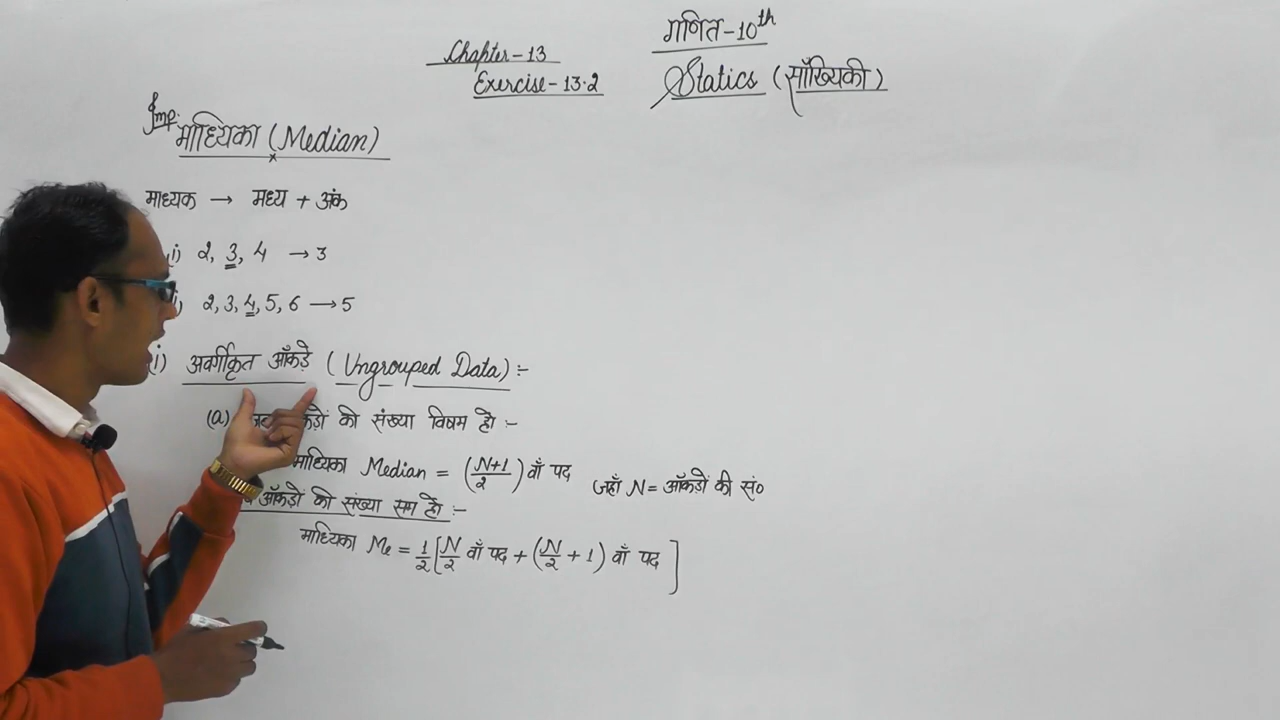 गणित-10th
Chapter-13
Exercise-13.2
Statics (साँख्यिकी)
Imp.
माध्यिका (Median)
माध्यक → मध्य + अंक
(i) 2, 3, 4 → 3
2, 3, 4, 5, 6 → 5
(i) अवर्गीकृत आँकड़े (Ungrouped Data) :-
(a) की संख्या विषम हो :-
माध्यिका Median = (N+1/2) वाँ पद जहाँ N = आँकड़ों की सं०
आँकड़ों की संख्या सम हो :-
माध्यिका Me = 1/2 [N/2 वाँ पद + (N/2 + 1) वाँ पद]